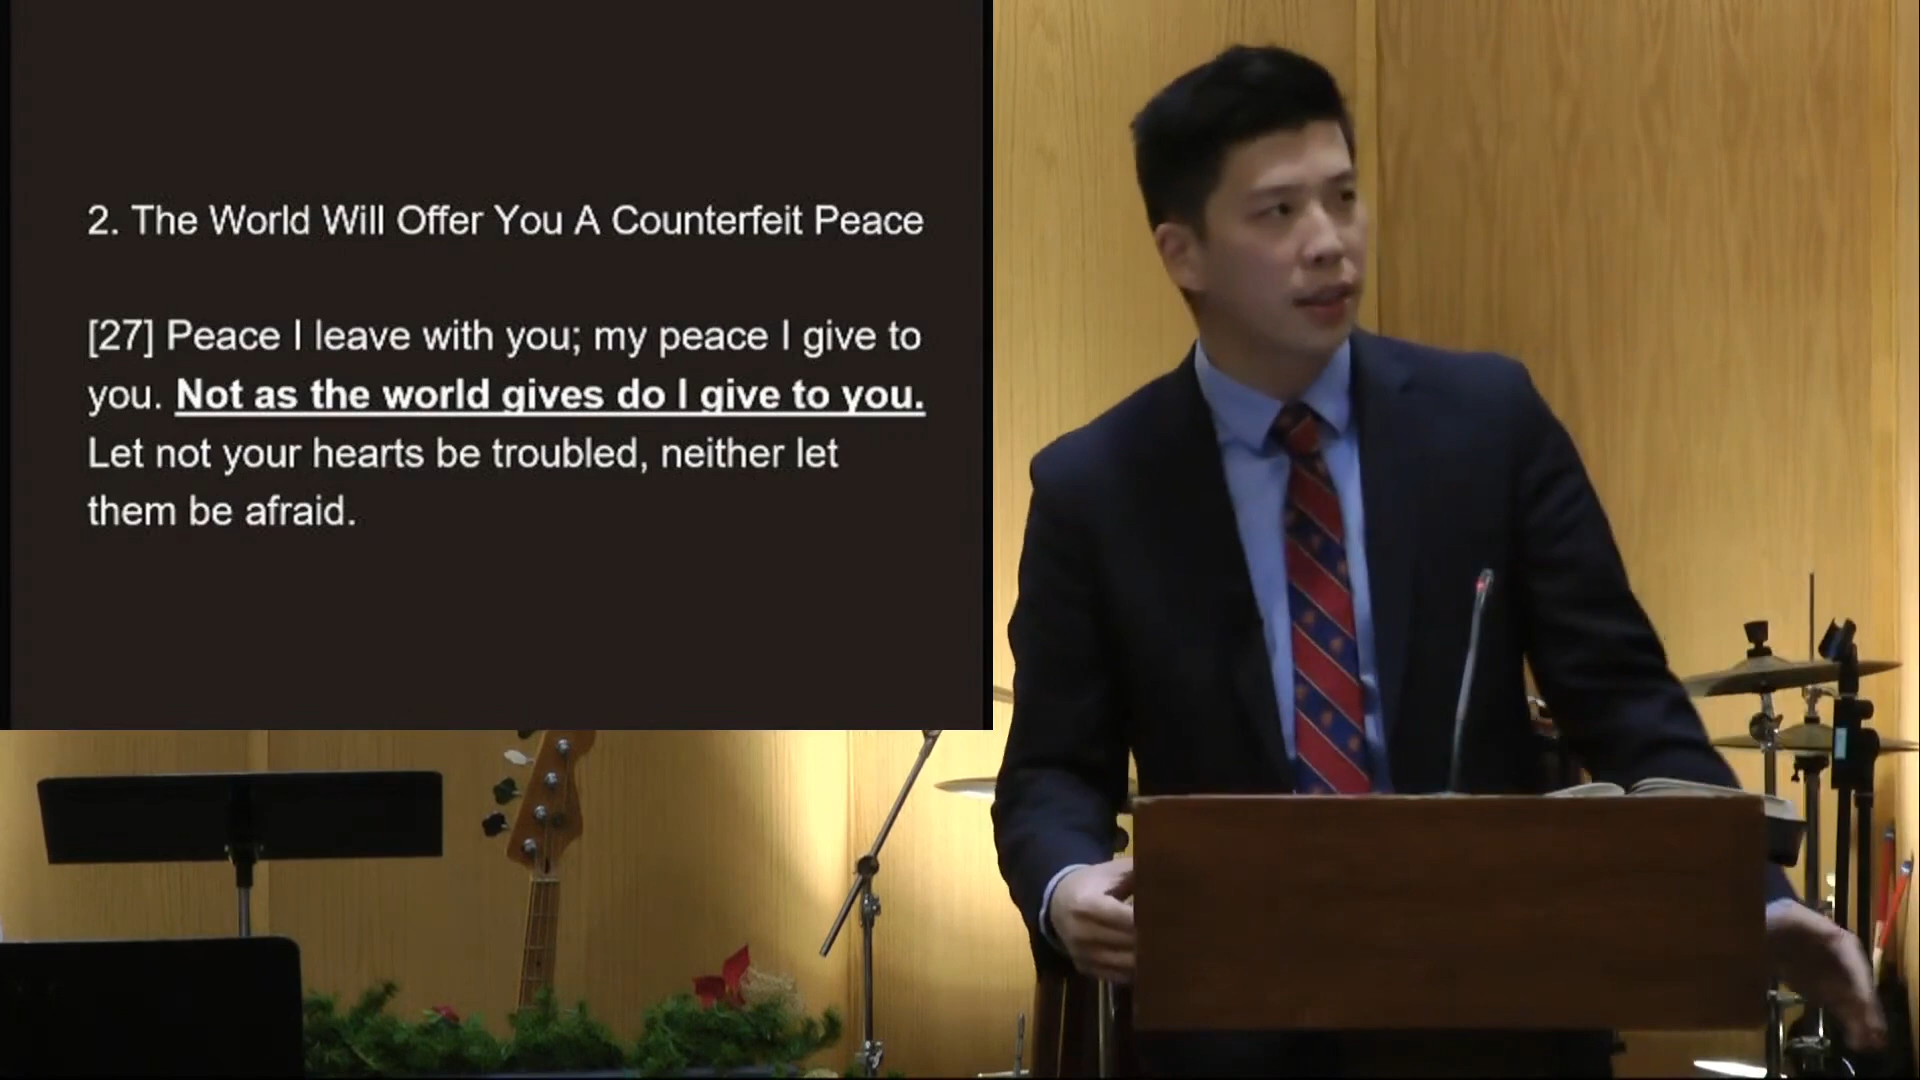 2. The World Will Offer You A Counterfeit Peace
[27] Peace I leave with you; my peace I give to
you. Not as the world gives do I give to you.
Let not your hearts be troubled, neither let
them be afraid.